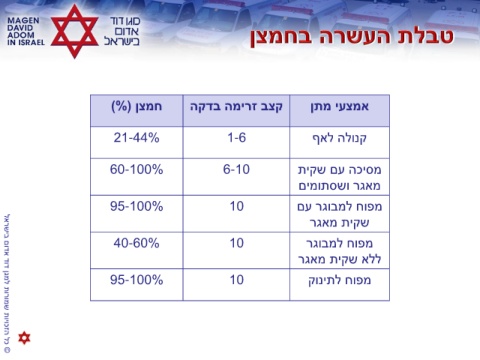 MAGEN
DAVID
ADOM
IN ISRAEL
מגן דוד
אדום
בישראל
טבלת העשרה בחמצן
אמצעי מתן קצב זרימה בדקה חמצן (%)
קנולה לאף 1-6 21-44%
מסיכה עם שקית 6-10 60-100%
מאגר ושסתומים
מפוח למבוגר עם 10 95-100%
שקית מאגר
מפוח למבוגר 10 40-60%
ללא שקית מאגר
מפוח לתינוק 10 95-100%
© כל הזכויות שמורות למגן דוד אדום בישראל